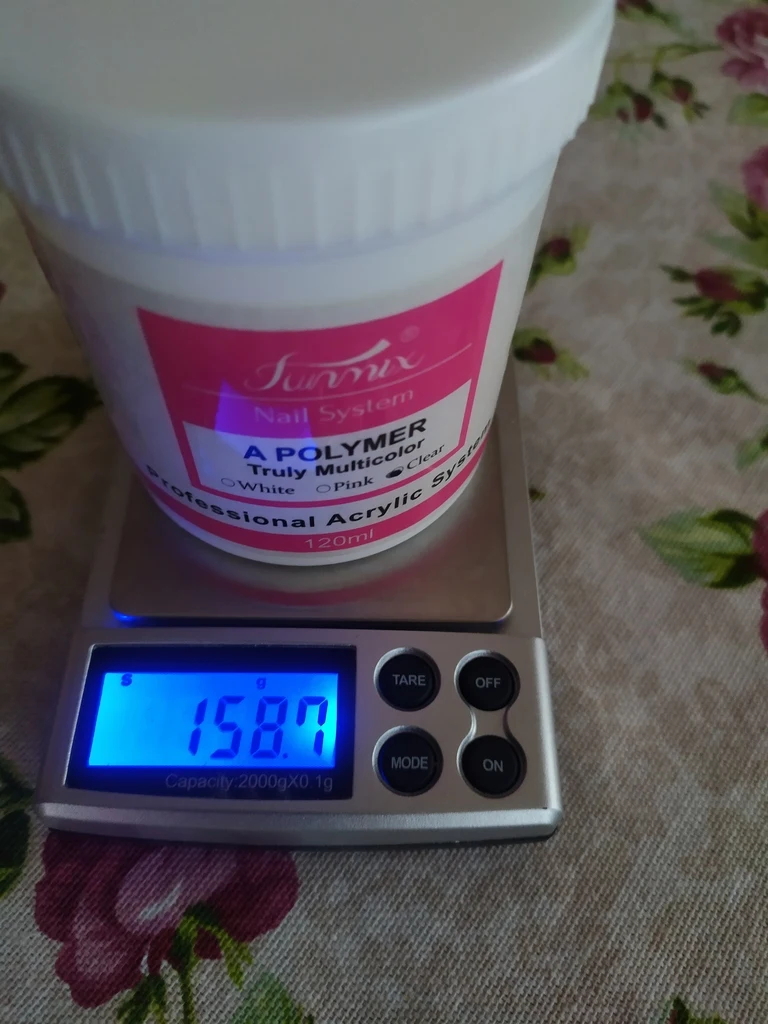 Sunmix
Nail System
A POLYMER
Truly Multicolor
White Pink Clear
Professional Acrylic System
120ml
S g
158.7
Capacity:2000gX0.1g
TARE OFF
MODE ON